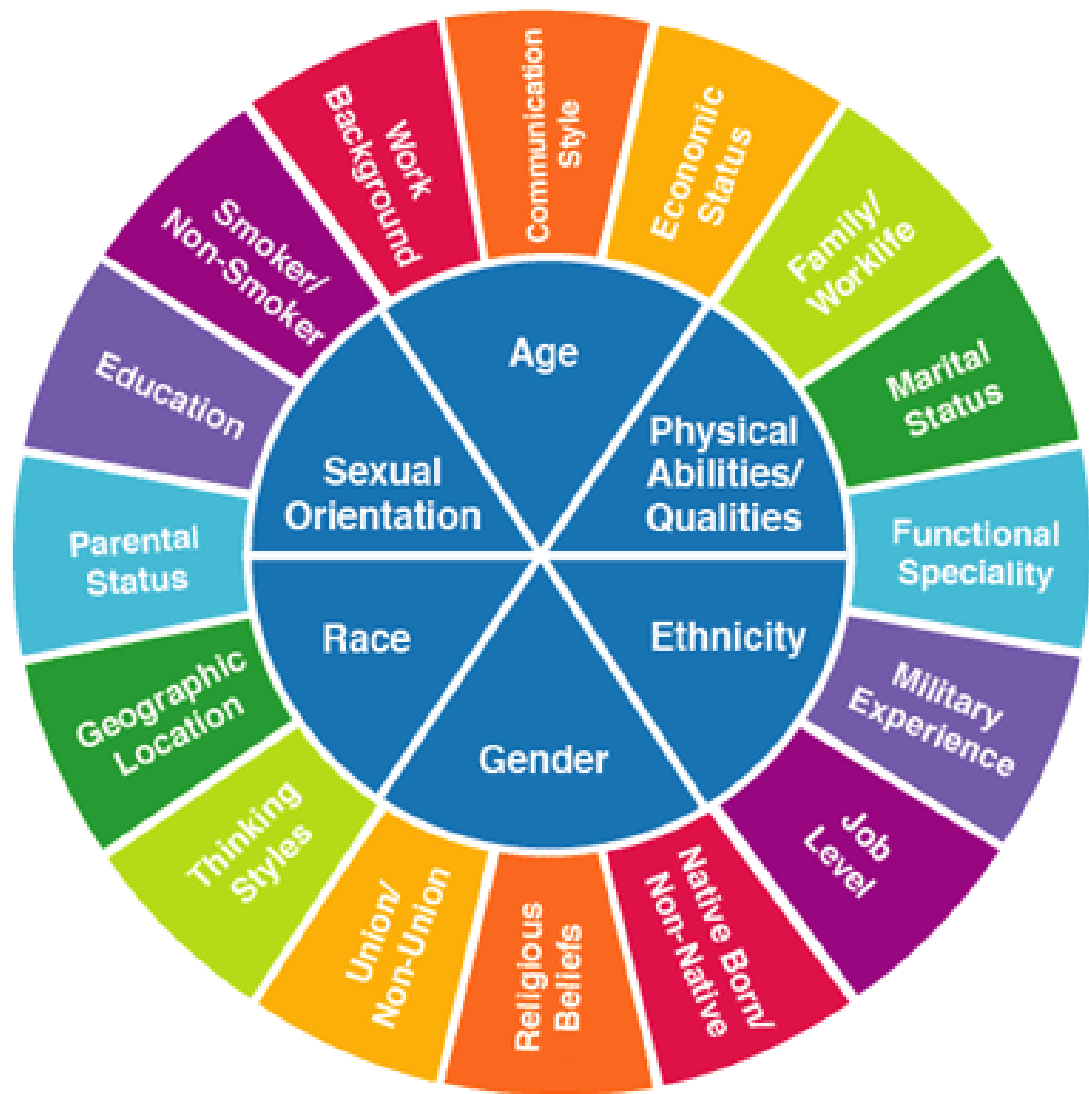 Communication
Style
Economic
Status
Family/
Worklife
Marital
Status
Functional
Speciality
Military
Experience
Job
Level
Native Born/
Non-Native
Religious
Beliefs
Union/
Non-Union
Thinking
Styles
Geographic
Location
Parental
Status
Education
Smoker/
Non-Smoker
Work
Background
Age
Physical
Abilities/
Qualities
Ethnicity
Gender
Race
Sexual
Orientation